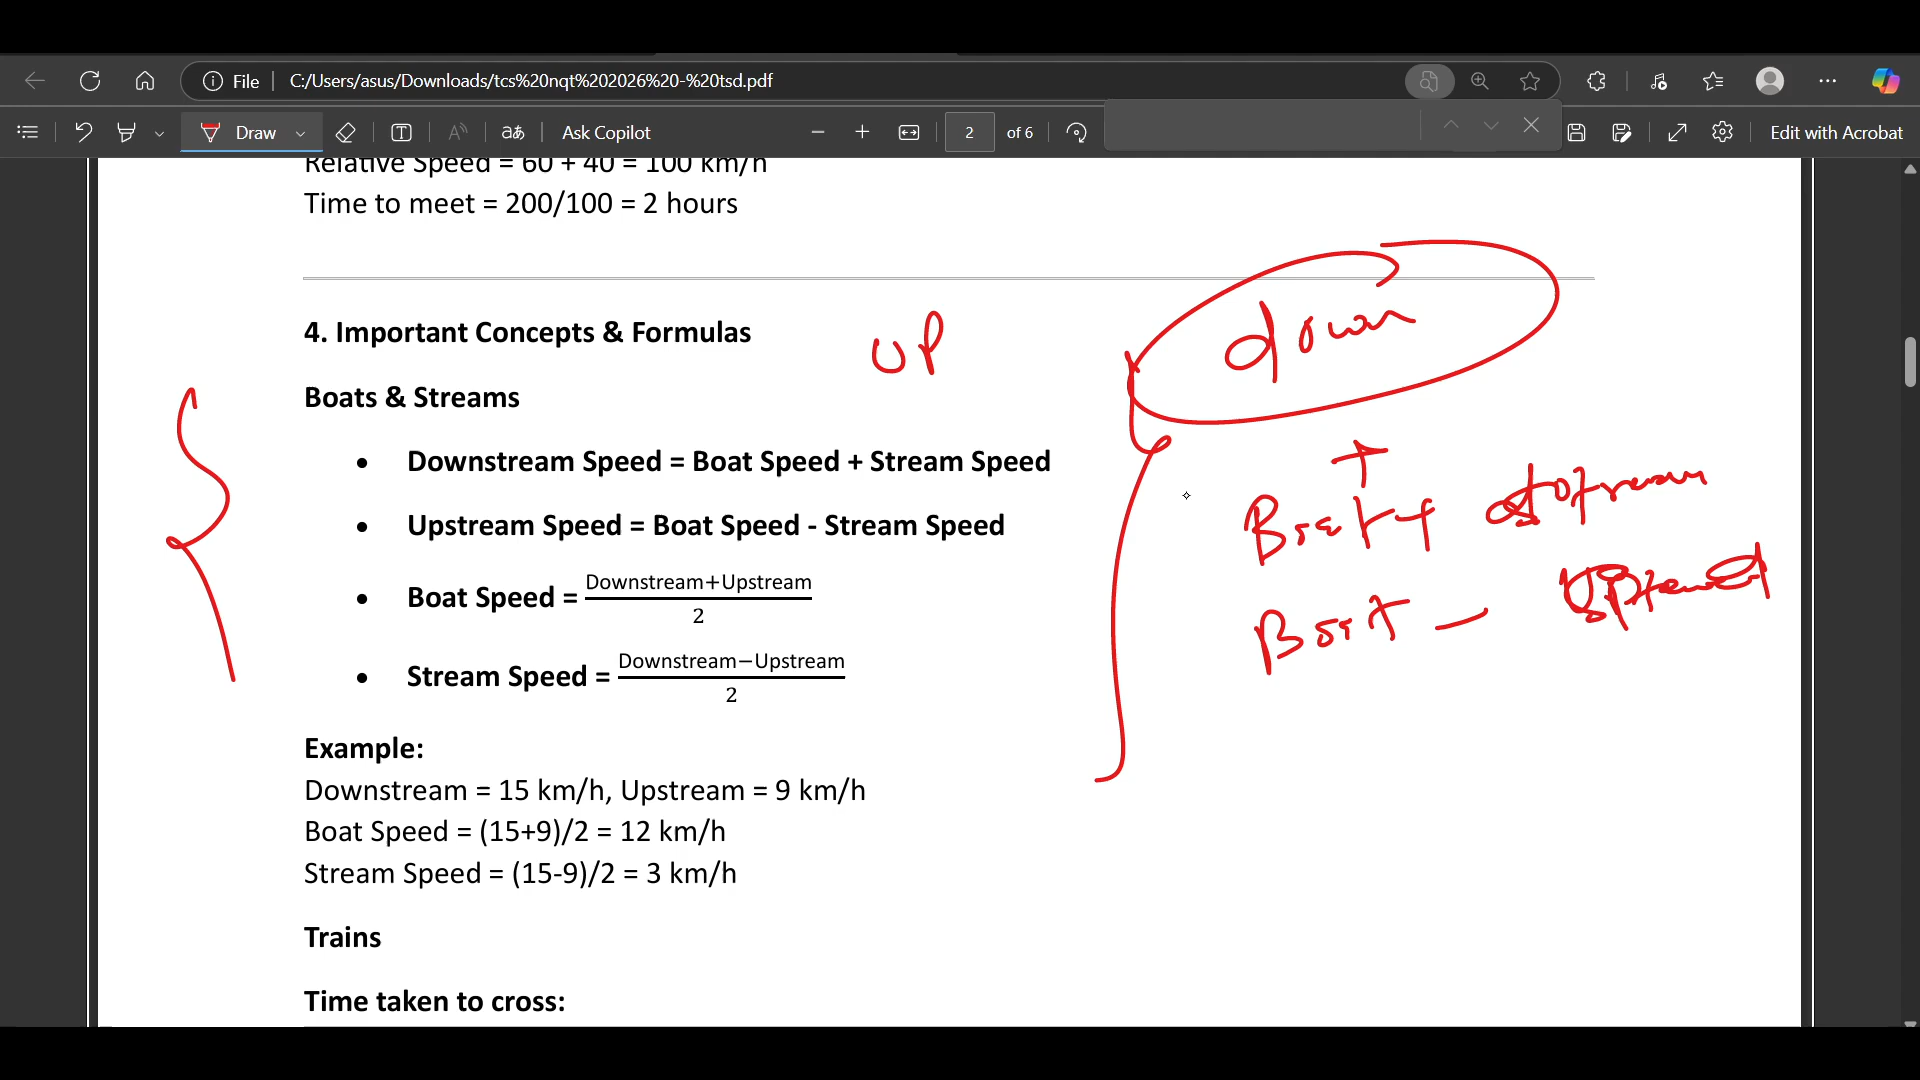 File C:/Users/asus/Downloads/tcs%20nqt%202026%20-%20tsd.pdf
Draw aあ Ask Copilot 2 of 6 Edit with Acrobat
Relative Speed = 60 + 40 = 100 km/h
Time to meet = 200/100 = 2 hours
4. Important Concepts & Formulas
UP
down
Boats & Streams
• Downstream Speed = Boat Speed + Stream Speed
• Upstream Speed = Boat Speed - Stream Speed
• Boat Speed = Downstream+Upstream / 2
• Stream Speed = Downstream−Upstream / 2
Boat -
Example:
Downstream = 15 km/h, Upstream = 9 km/h
Boat Speed = (15+9)/2 = 12 km/h
Stream Speed = (15-9)/2 = 3 km/h
Trains
Time taken to cross: